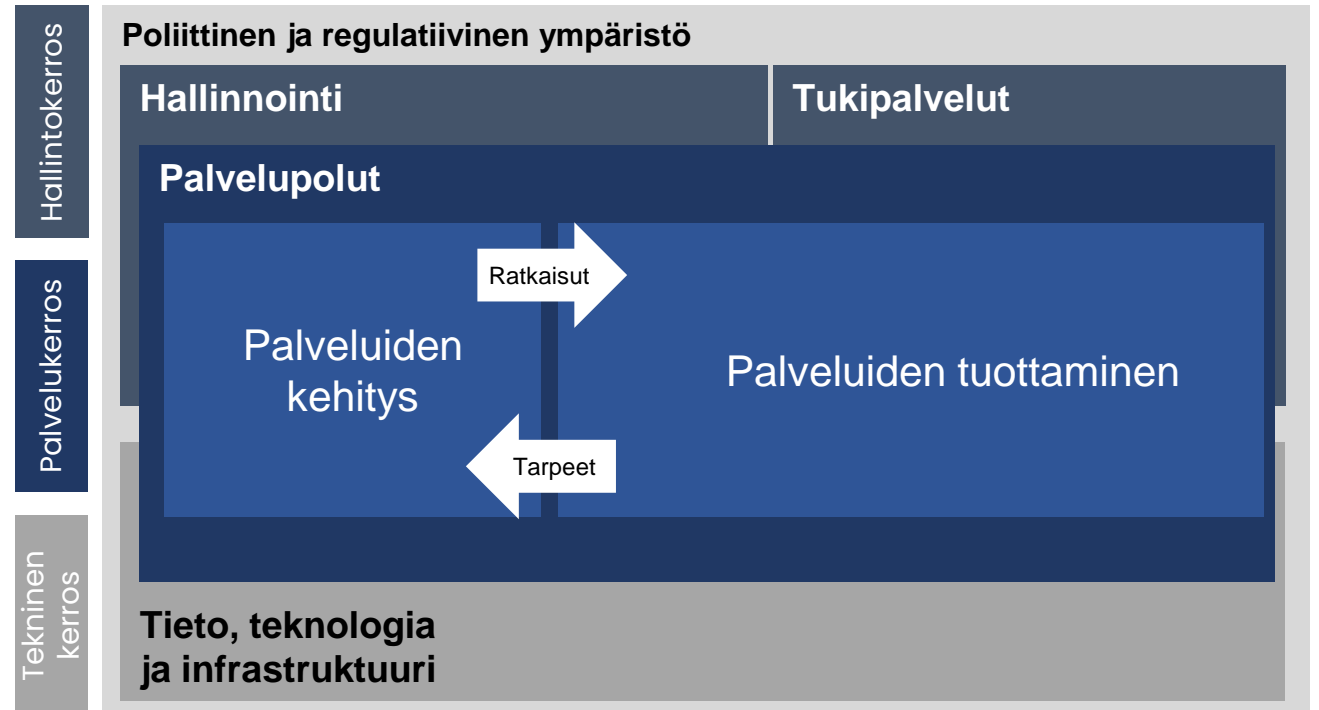 Hallintokerros
Palvelukerros
Tekninen
kerros
Poliittinen ja regulatiivinen ympäristö
Hallinnointi
Tukipalvelut
Palvelupolut
Ratkaisut
Palveluiden
kehitys
Palveluiden tuottaminen
Tarpeet
Tieto, teknologia
ja infrastruktuuri